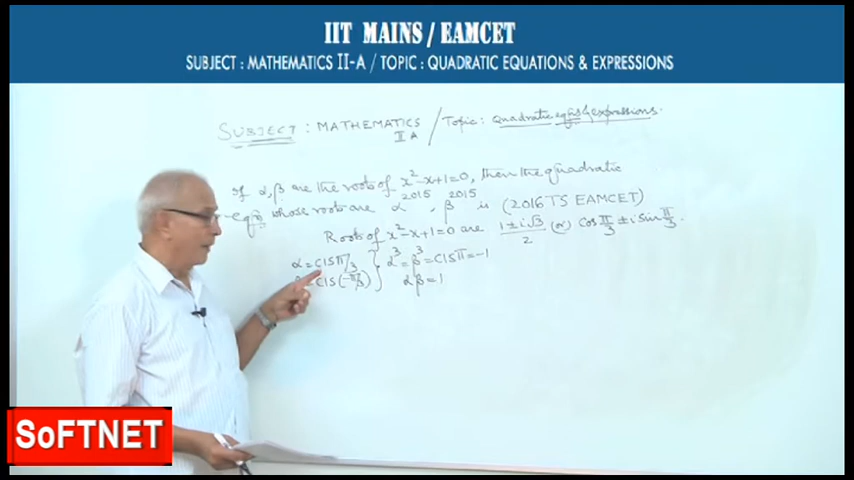 IIT MAINS / EAMCET
SUBJECT : MATHEMATICS II-A / TOPIC : QUADRATIC EQUATIONS & EXPRESSIONS
SUBJECT : MATHEMATICS II A / Topic: Quadratic eqns & expressions.
If α,β are the roots of x²-x+1=0, then the quadratic
eqn whose roots are α²⁰¹⁵, β²⁰¹⁵ is (2016 TS EAMCET)
Roots of x²-x+1=0 are (1±i√3)/2 (or) Cos π/3 ± i Sin π/3.
α = CIS π/3 } α³ = β³ = CIS π = -1
= CIS(-π/3) αβ = 1
SoFTNET